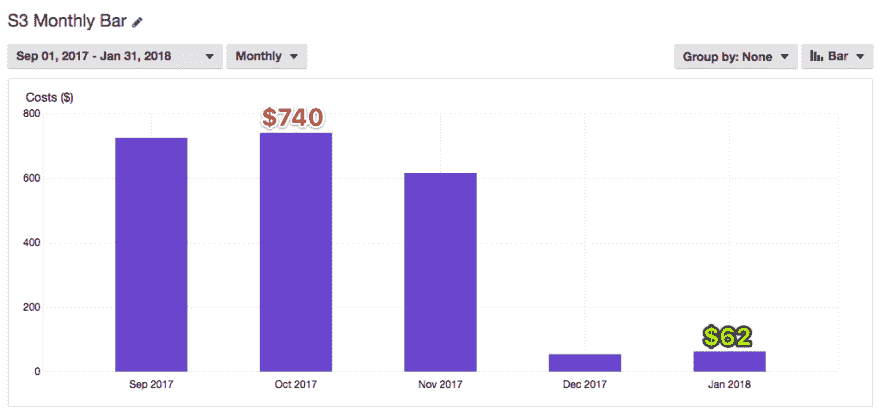 S3 Monthly Bar
Sep 01, 2017 - Jan 31, 2018 Monthly Group by: None Bar
Costs ($)
800
$740
600
400
200
$62
0
Sep 2017 Oct 2017 Nov 2017 Dec 2017 Jan 2018